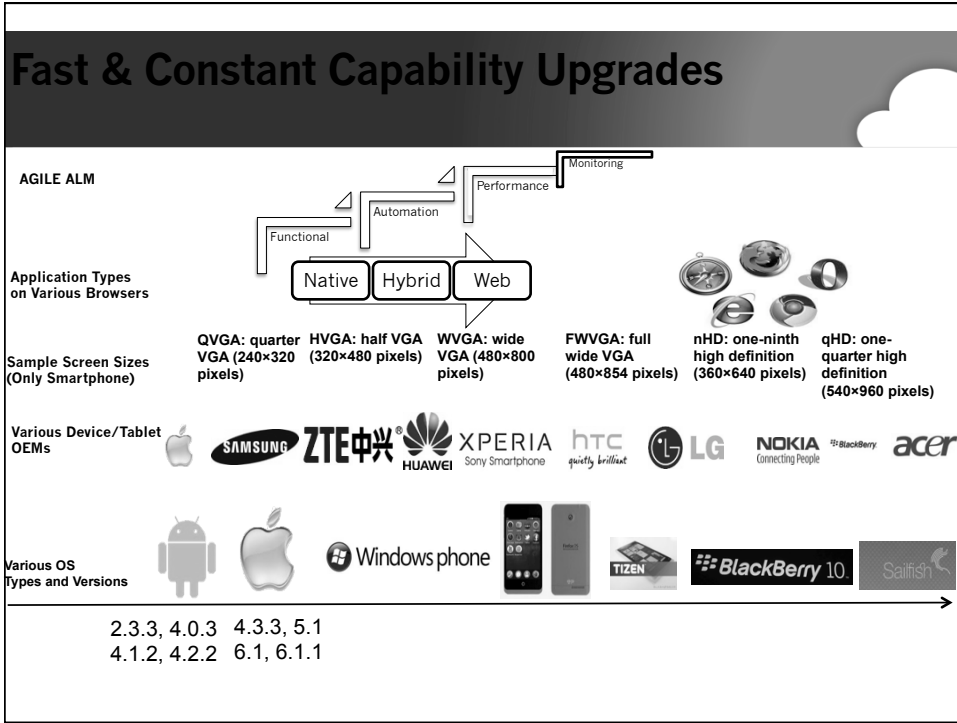 Fast & Constant Capability Upgrades
AGILE ALM
Functional
Automation
Performance
Monitoring
Application Types
on Various Browsers
Native
Hybrid
Web
Sample Screen Sizes
(Only Smartphone)
QVGA: quarter
VGA (240×320
pixels)
HVGA: half VGA
(320×480 pixels)
WVGA: wide
VGA (480×800
pixels)
FWVGA: full
wide VGA
(480×854 pixels)
nHD: one-ninth
high definition
(360×640 pixels)
qHD: one-
quarter high
definition
(540×960 pixels)
Various Device/Tablet
OEMs
SAMSUNG
ZTE中兴®
HUAWEI
XPERIA
Sony Smartphone
hTC
quietly brilliant
LG
LG
NOKIA
Connecting People
BlackBerry.
acer
Various OS
Types and Versions
Windows phone
TIZEN
BlackBerry 10.
Sailfish
2.3.3, 4.0.3
4.1.2, 4.2.2
4.3.3, 5.1
6.1, 6.1.1